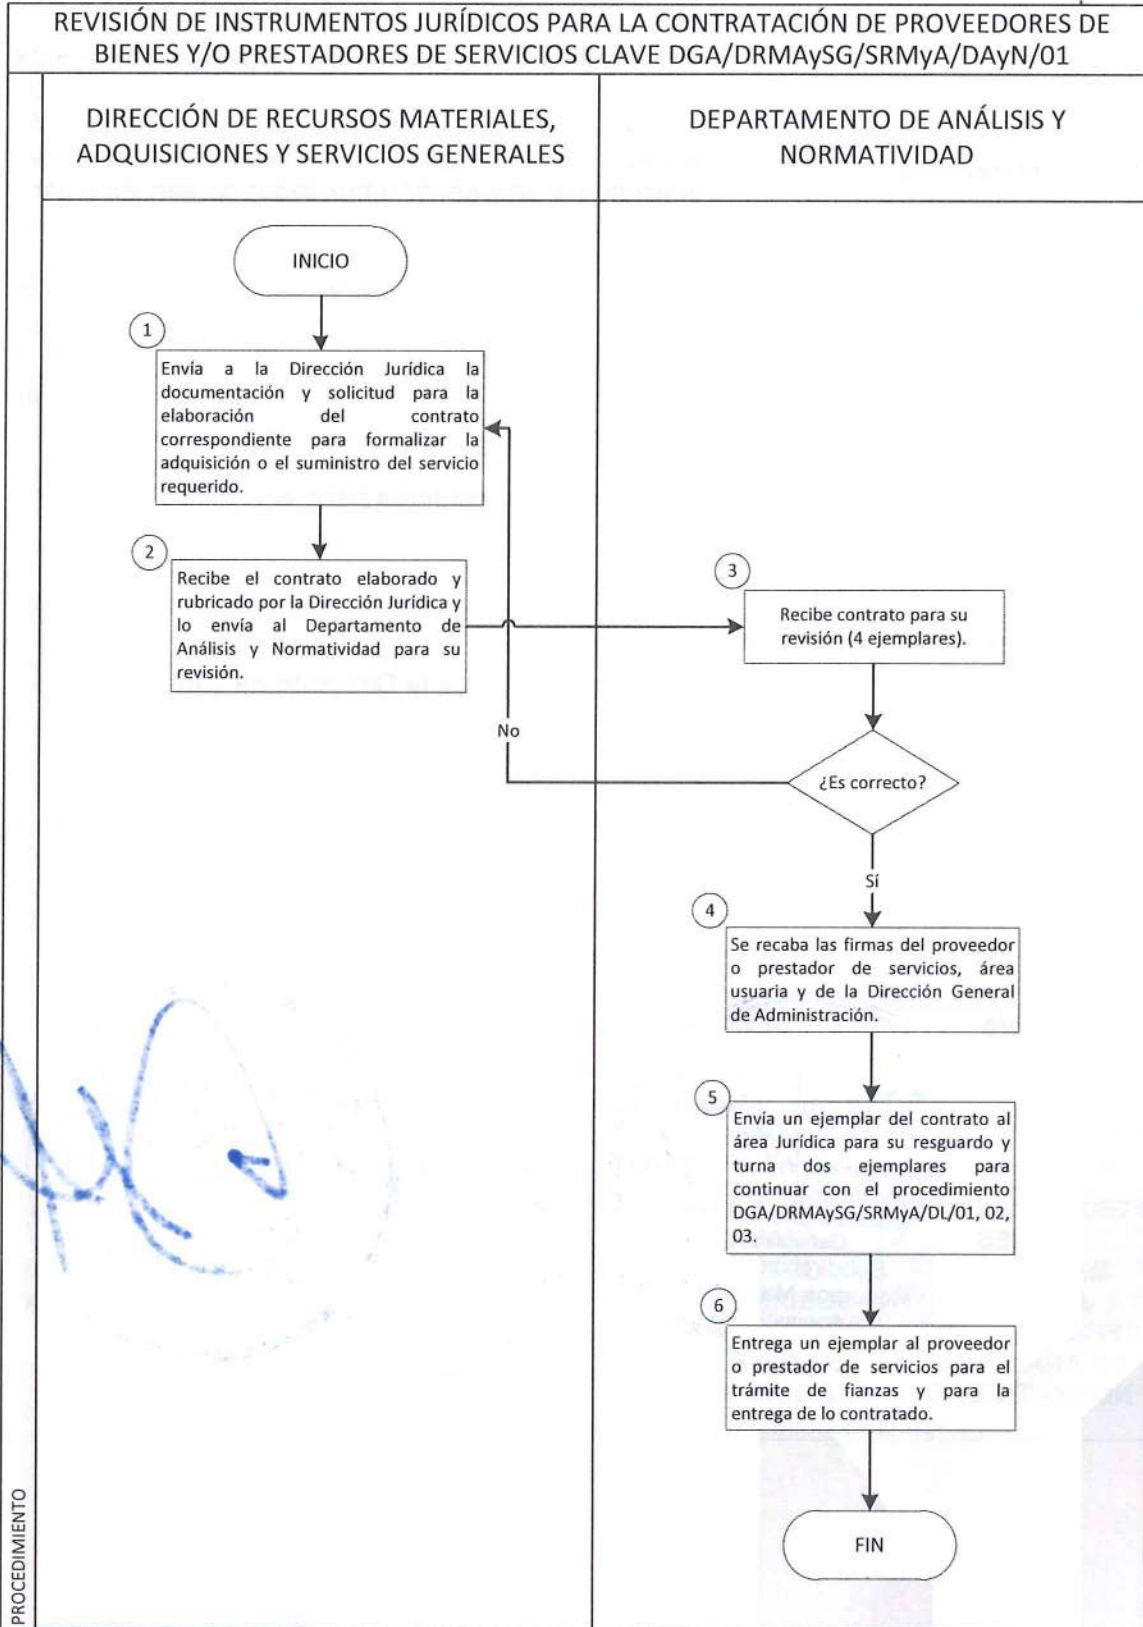 REVISIÓN DE INSTRUMENTOS JURÍDICOS PARA LA CONTRATACIÓN DE PROVEEDORES DE
BIENES Y/O PRESTADORES DE SERVICIOS CLAVE DGA/DRMAySG/SRMyA/DAyN/01
DIRECCIÓN DE RECURSOS MATERIALES,
ADQUISICIONES Y SERVICIOS GENERALES
DEPARTAMENTO DE ANÁLISIS Y
NORMATIVIDAD
INICIO
1
Envía a la Dirección Jurídica la
documentación y solicitud para la
elaboración del contrato
correspondiente para formalizar la
adquisición o el suministro del servicio
requerido.
2
Recibe el contrato elaborado y
rubricado por la Dirección Jurídica y
lo envía al Departamento de
Análisis y Normatividad para su
revisión.
3
Recibe contrato para su
revisión (4 ejemplares).
No
¿Es correcto?
Sí
4
Se recaba las firmas del proveedor
o prestador de servicios, área
usuaria y de la Dirección General
de Administración.
5
Envía un ejemplar del contrato al
área Jurídica para su resguardo y
turna dos ejemplares para
continuar con el procedimiento
DGA/DRMAySG/SRMyA/DL/01, 02,
03.
6
Entrega un ejemplar al proveedor
o prestador de servicios para el
trámite de fianzas y para la
entrega de lo contratado.
FIN
PROCEDIMIENTO